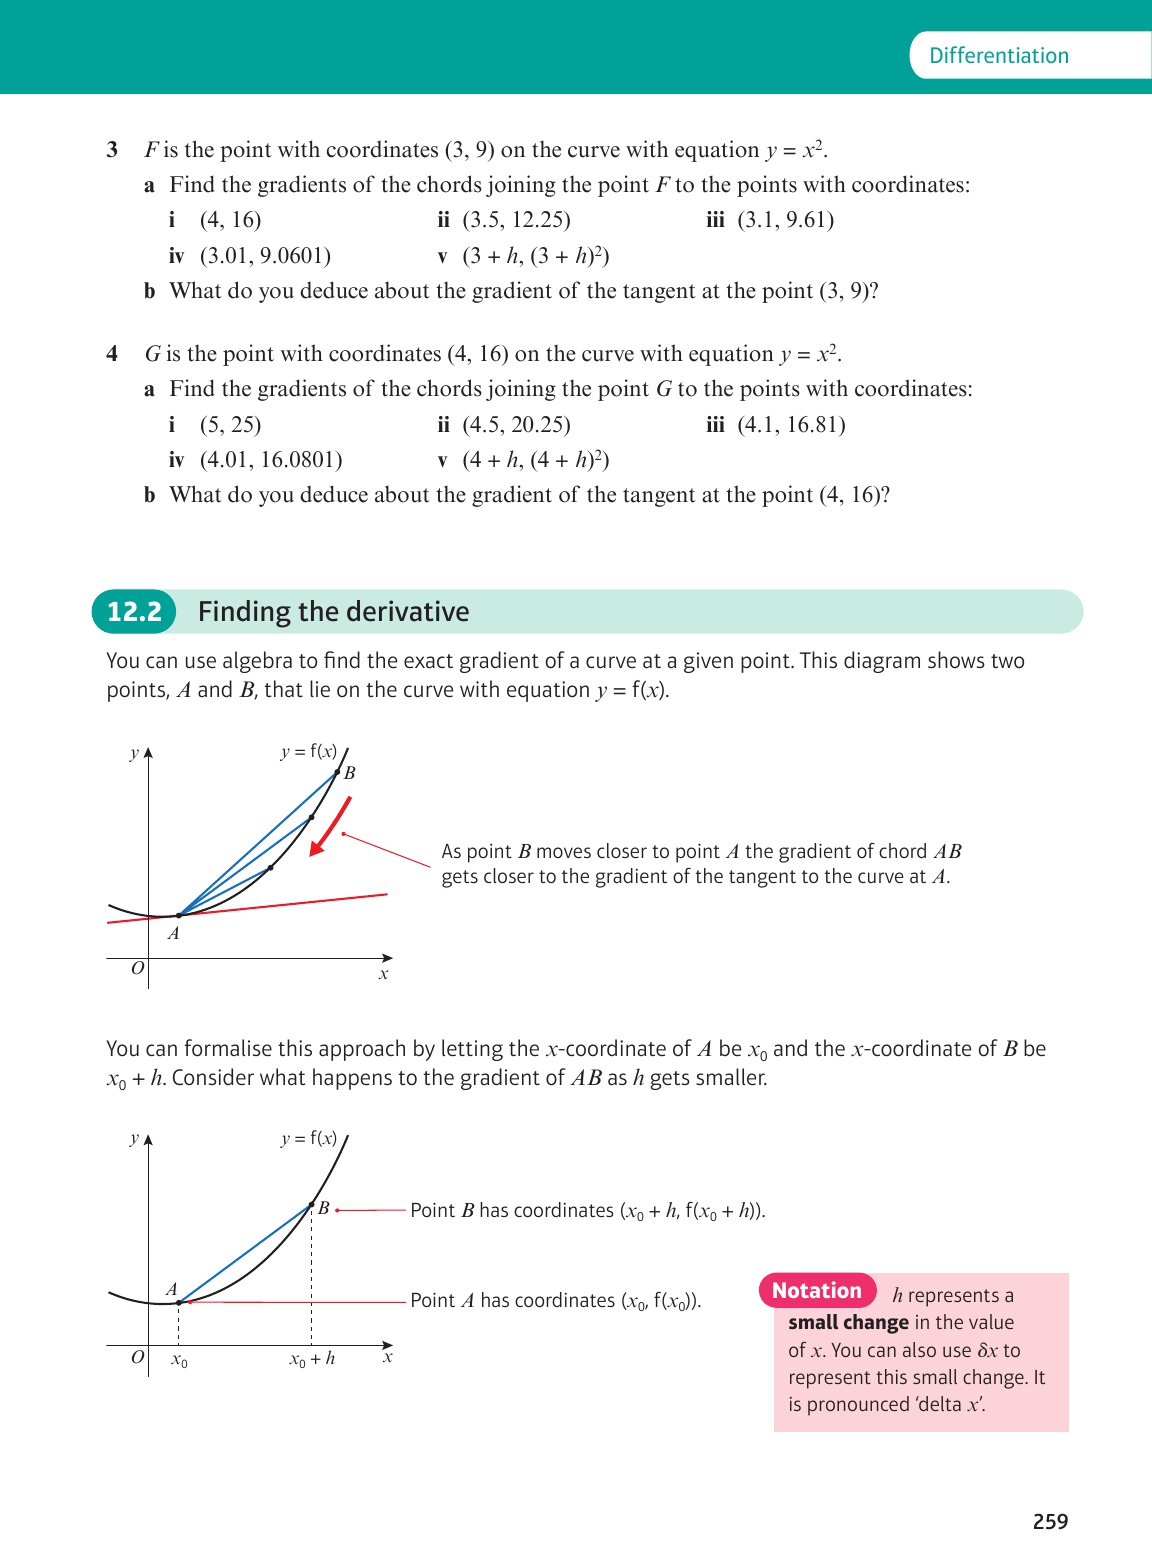 Differentiation
3 F is the point with coordinates (3, 9) on the curve with equation y = x².
a Find the gradients of the chords joining the point F to the points with coordinates:
i (4, 16) ii (3.5, 12.25) iii (3.1, 9.61)
iv (3.01, 9.0601) v (3 + h, (3 + h)²)
b What do you deduce about the gradient of the tangent at the point (3, 9)?
4 G is the point with coordinates (4, 16) on the curve with equation y = x².
a Find the gradients of the chords joining the point G to the points with coordinates:
i (5, 25) ii (4.5, 20.25) iii (4.1, 16.81)
iv (4.01, 16.0801) v (4 + h, (4 + h)²)
b What do you deduce about the gradient of the tangent at the point (4, 16)?
12.2 Finding the derivative
You can use algebra to find the exact gradient of a curve at a given point. This diagram shows two
points, A and B, that lie on the curve with equation y = f(x).
y y = f(x)
B
As point B moves closer to point A the gradient of chord AB
gets closer to the gradient of the tangent to the curve at A.
A
O x
You can formalise this approach by letting the x-coordinate of A be x₀ and the x-coordinate of B be
x₀ + h. Consider what happens to the gradient of AB as h gets smaller.
y y = f(x)
B Point B has coordinates (x₀ + h, f(x₀ + h)).
A
Point A has coordinates (x₀, f(x₀)).
O x₀ x₀ + h x
Notation h represents a
small change in the value
of x. You can also use δx to
represent this small change. It
is pronounced ‘delta x’.
259